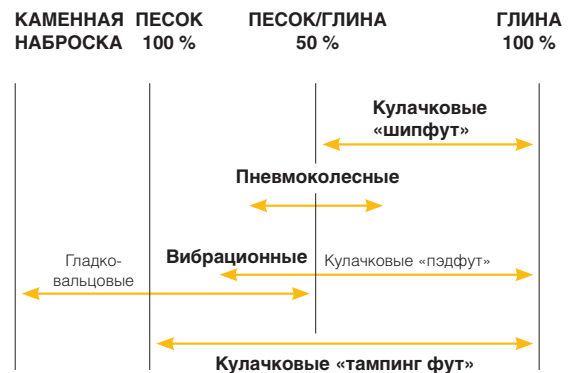 КАМЕННАЯ НАБРОСКА
ПЕСОК 100 %
ПЕСОК/ГЛИНА 50 %
ГЛИНА 100 %
Кулачковые
«шипфут»
Пневмоколесные
Гладко-
вальцовые
Вибрационные
Кулачковые «пэдфут»
Кулачковые «тампинг фут»